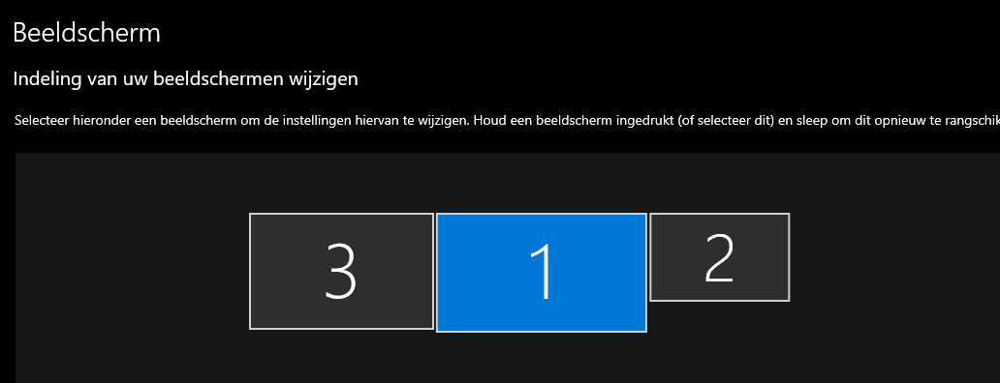 Beeldscherm
Indeling van uw beeldschermen wijzigen
Selecteer hieronder een beeldscherm om de instellingen hiervan te wijzigen. Houd een beeldscherm ingedrukt (of selecteer dit) en sleep om dit opnieuw te rangschik
3 1 2